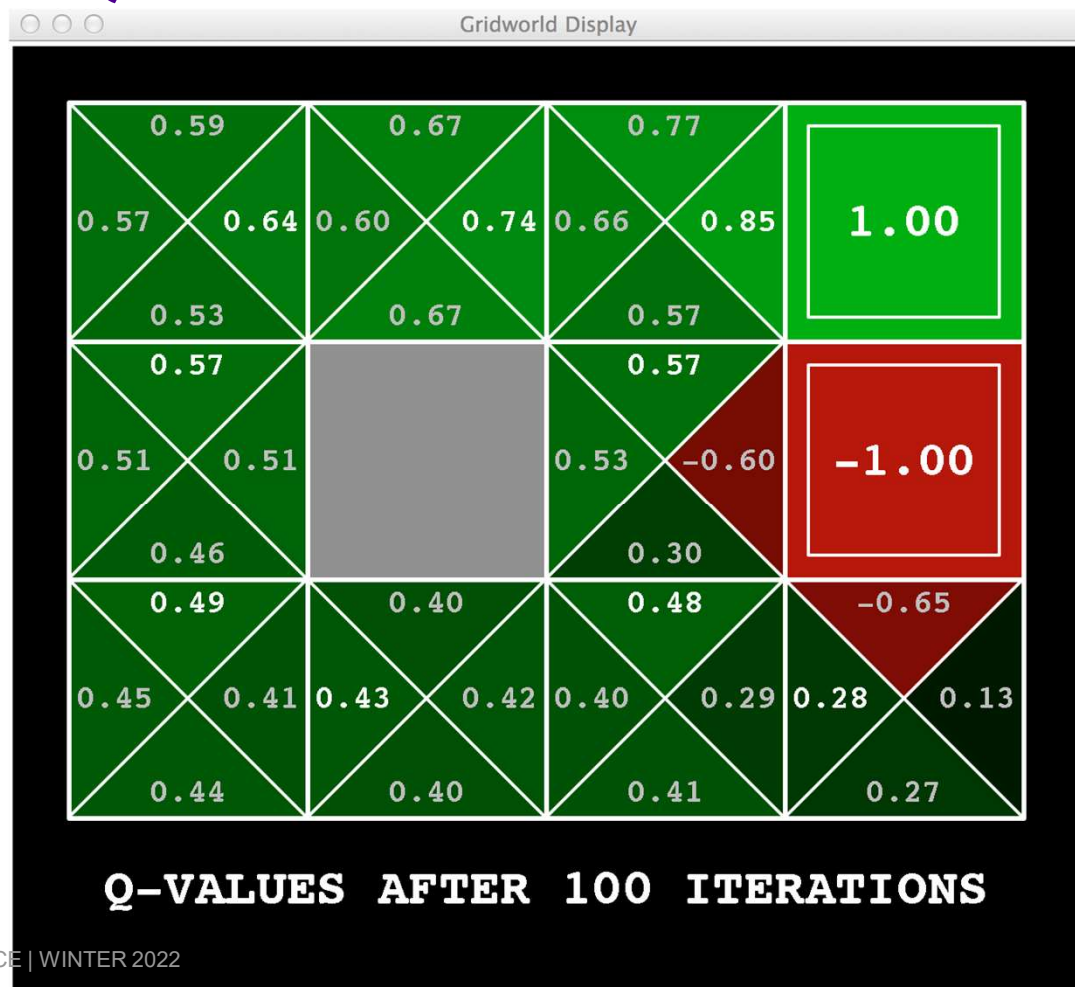 Gridworld Display
0.59 0.67 0.77
0.57 0.64 0.60 0.74 0.66 0.85 1.00
0.53 0.67 0.57
0.57 0.57
0.51 0.51 0.53 -0.60 -1.00
0.46 0.30
0.49 0.40 0.48 -0.65
0.45 0.41 0.43 0.42 0.40 0.29 0.28 0.13
0.44 0.40 0.41 0.27
Q-VALUES AFTER 100 ITERATIONS
| WINTER 2022